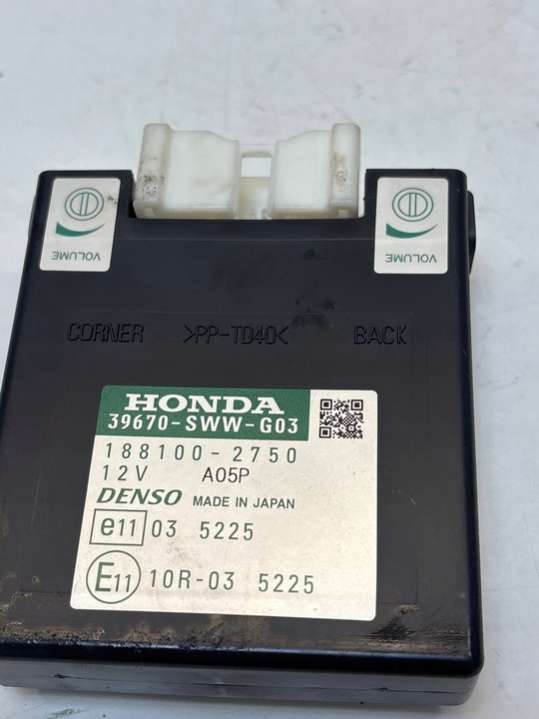 VOLUME
VOLUME
CORNER >PP-TD40< BACK
HONDA
39670-SWW-G03
188100-2750
12V A05P
DENSO MADE IN JAPAN
e11 03 5225
E11 10R-03 5225